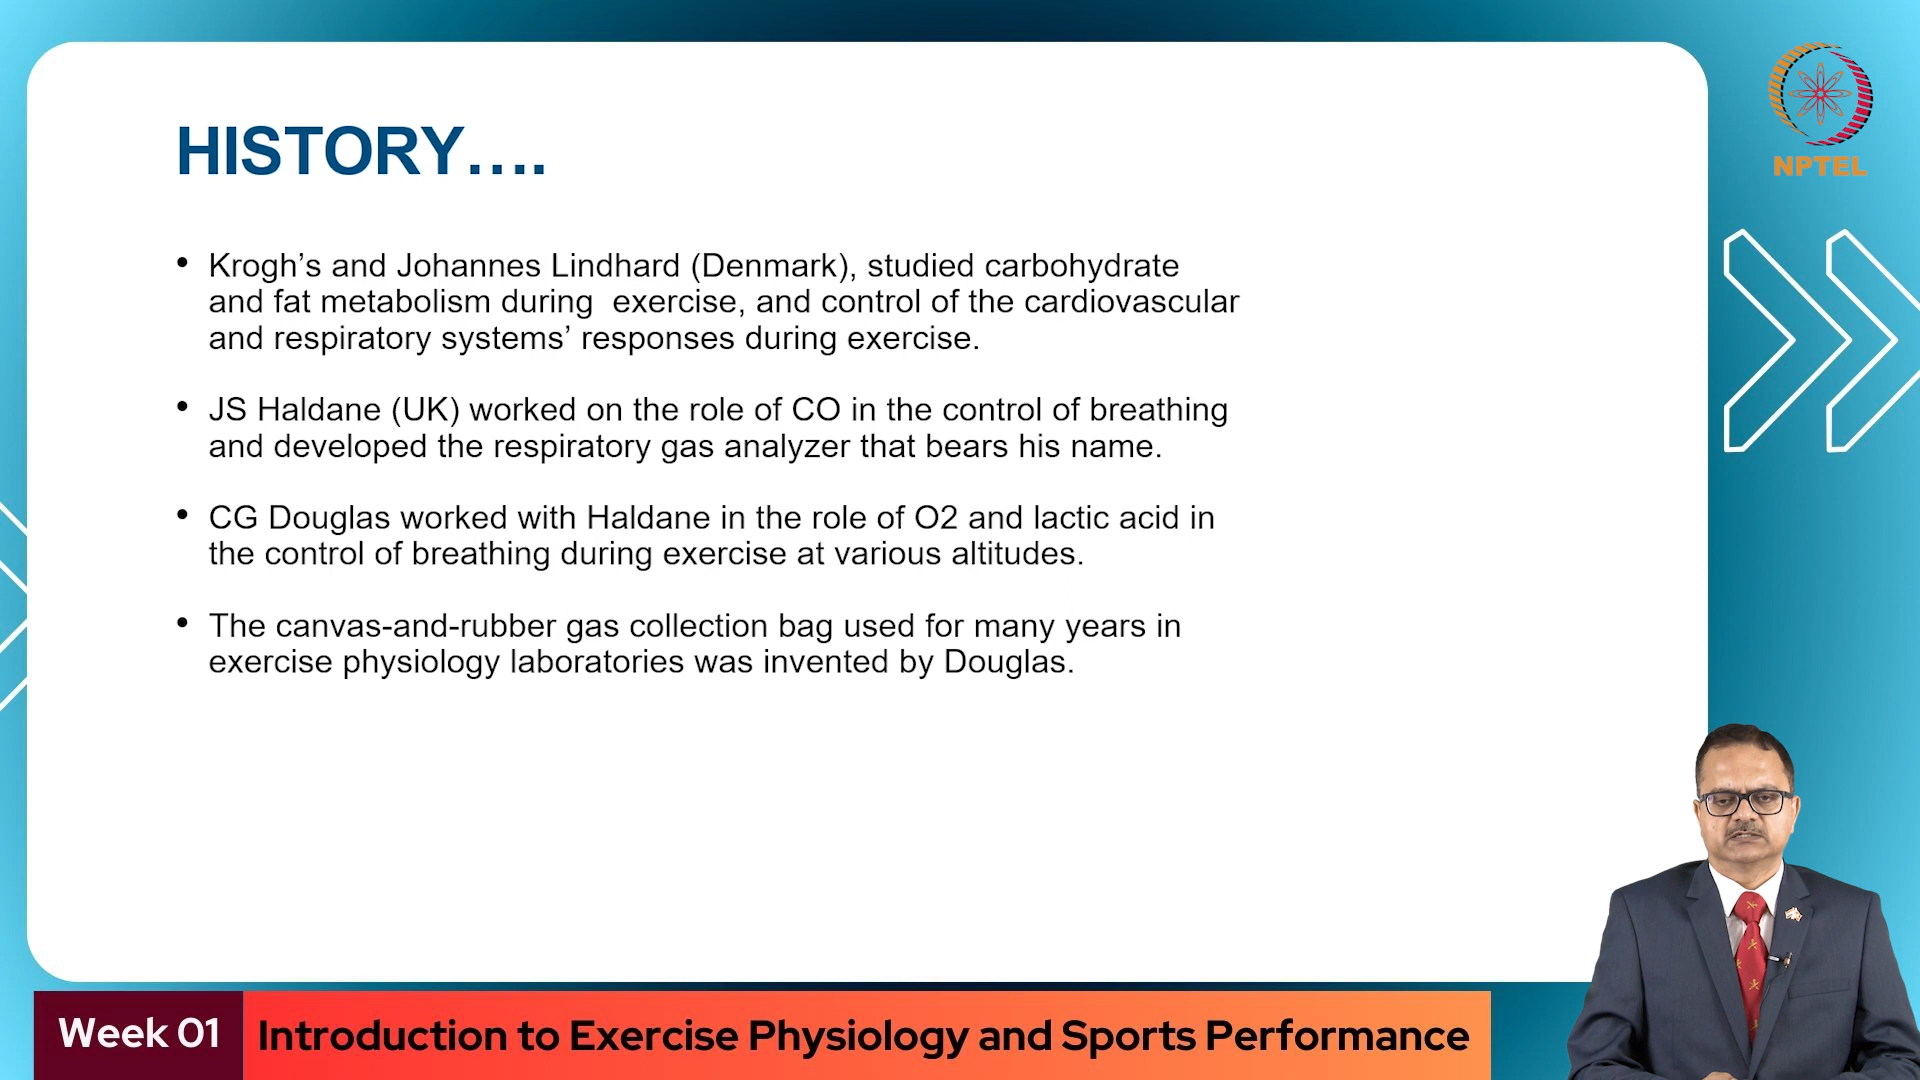 HISTORY….
NPTEL
• Krogh’s and Johannes Lindhard (Denmark), studied carbohydrate
and fat metabolism during  exercise, and control of the cardiovascular
and respiratory systems’ responses during exercise.
• JS Haldane (UK) worked on the role of CO in the control of breathing
and developed the respiratory gas analyzer that bears his name.
• CG Douglas worked with Haldane in the role of O2 and lactic acid in
the control of breathing during exercise at various altitudes.
• The canvas-and-rubber gas collection bag used for many years in
exercise physiology laboratories was invented by Douglas.
Week 01
Introduction to Exercise Physiology and Sports Performance